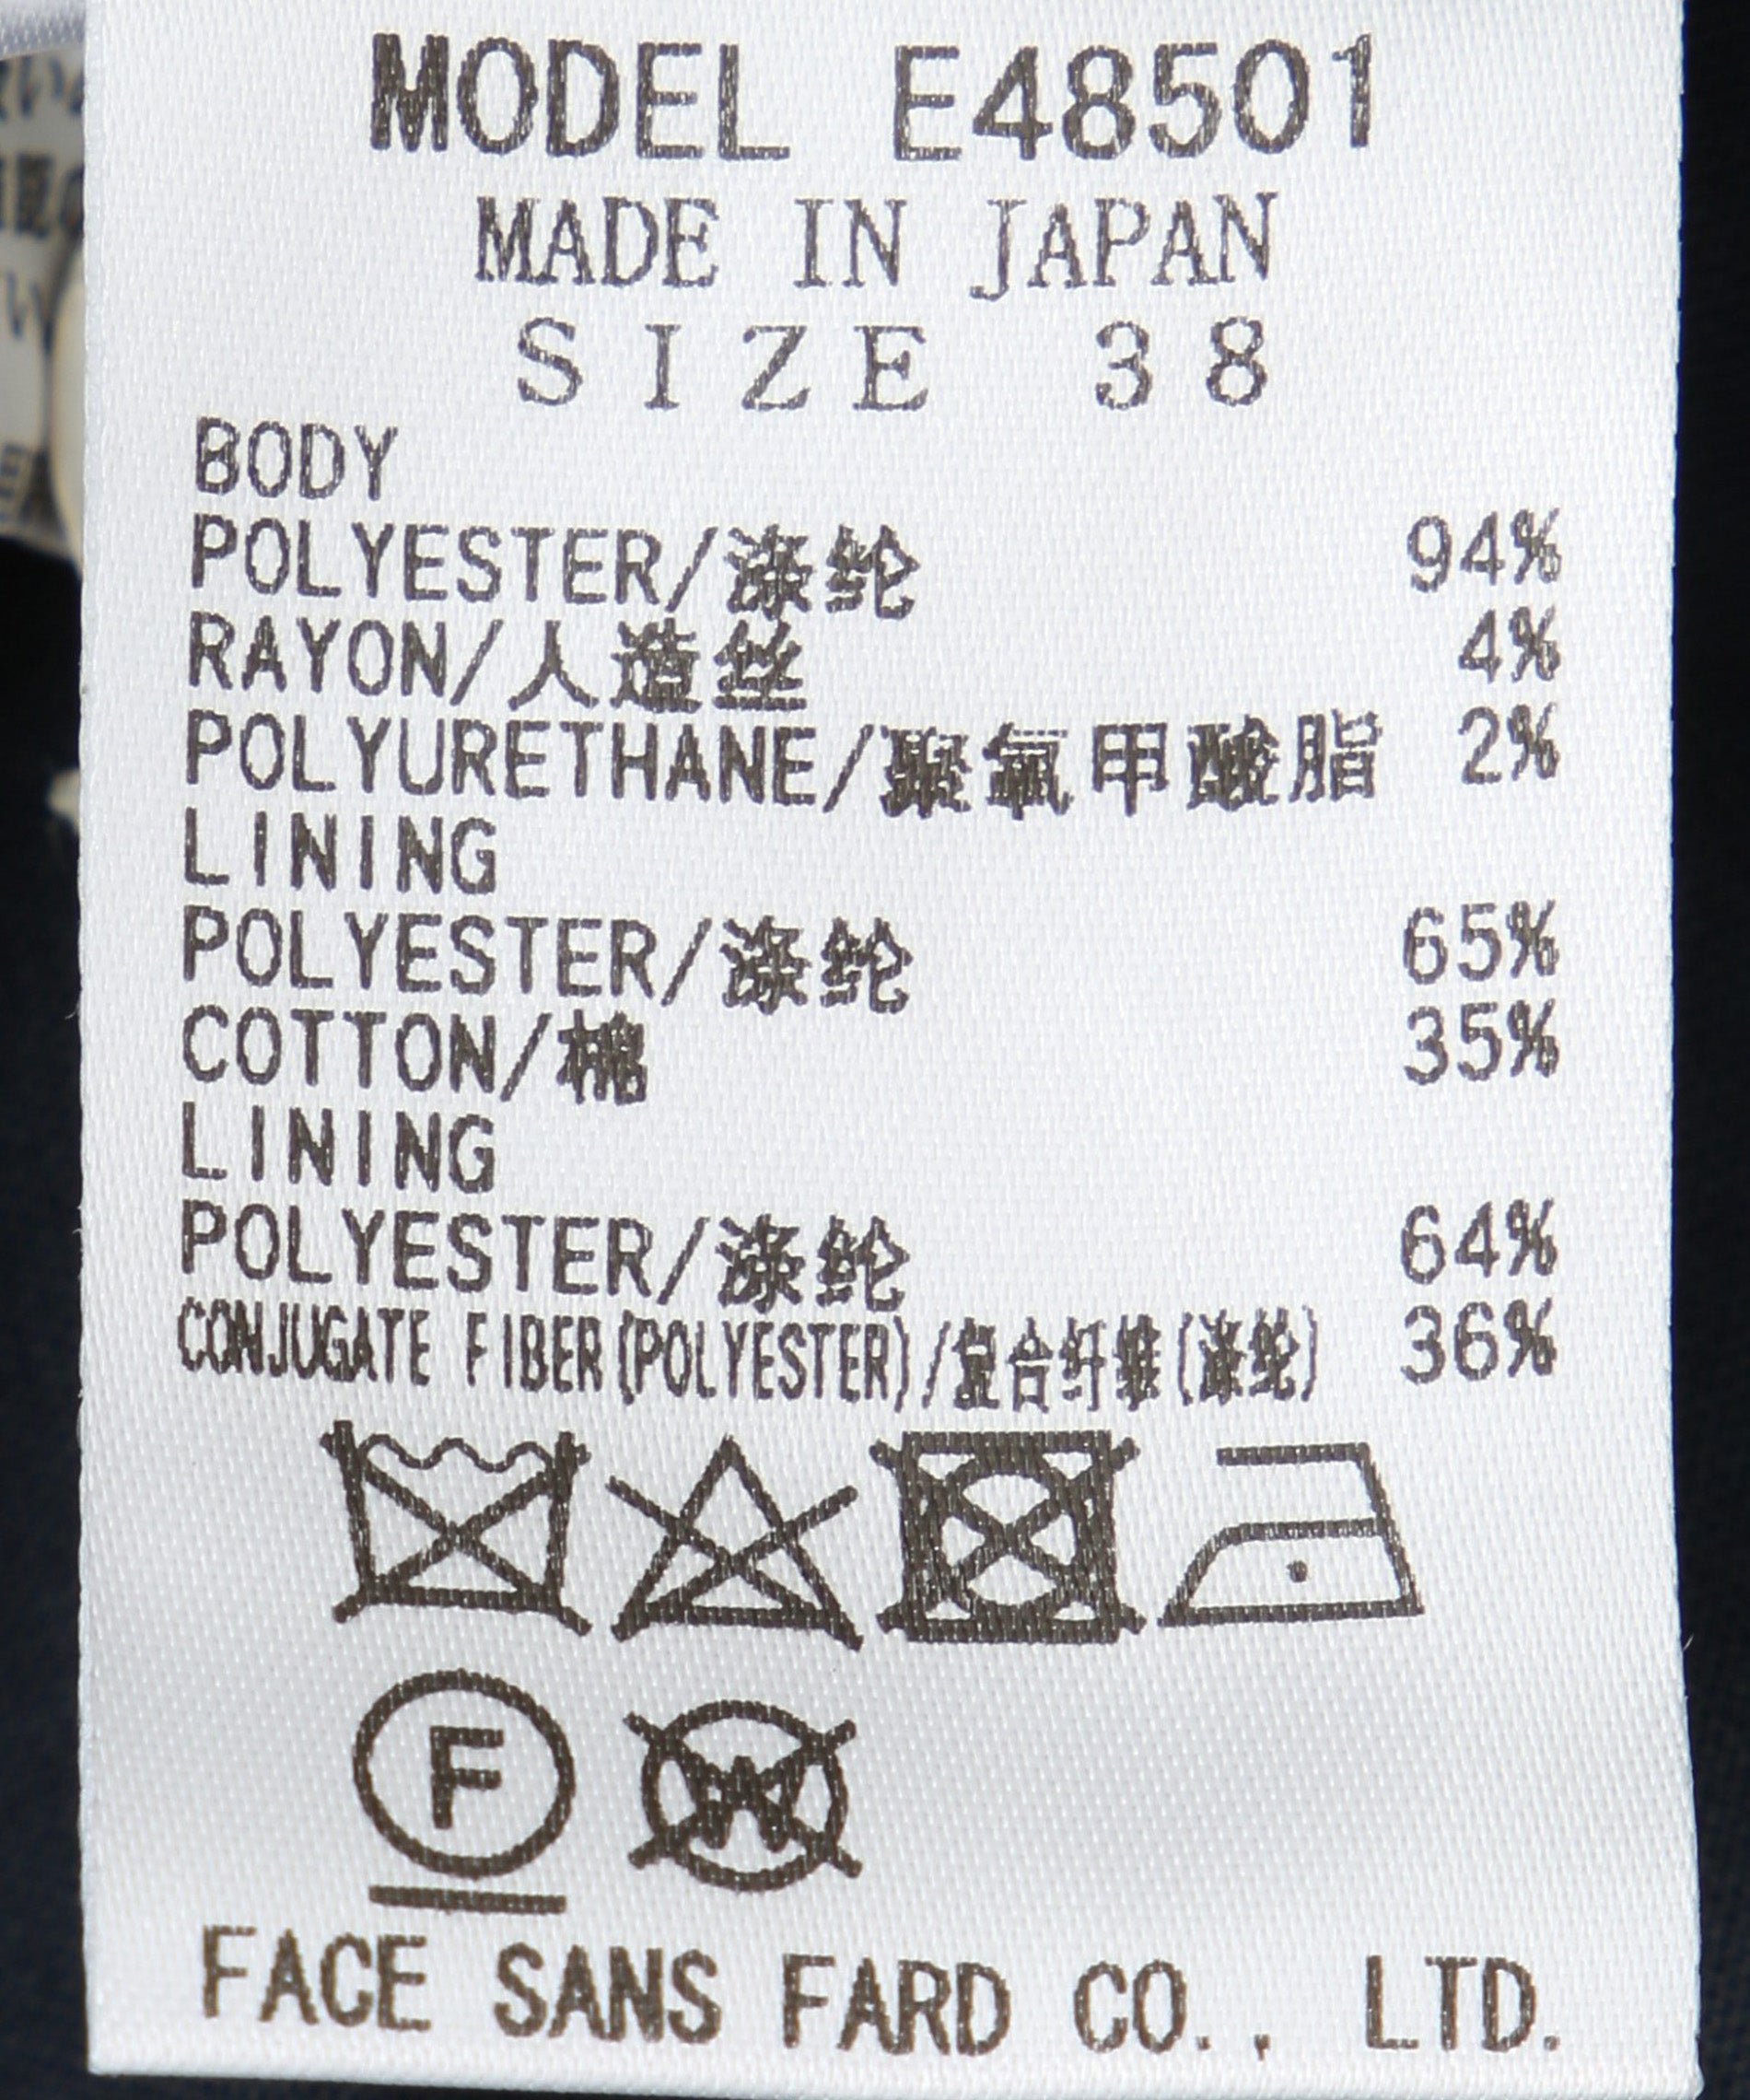 MODEL E48501
MADE IN JAPAN
SIZE 38
BODY
POLYESTER/涤纶 94%
RAYON/人造丝 4%
POLYURETHANE/聚氨甲酸脂 2%
LINING
POLYESTER/涤纶 65%
COTTON/棉 35%
LINING
POLYESTER/涤纶 64%
CONJUGATE FIBER(POLYESTER)/复合纤维(涤纶) 36%
F W
FACE SANS FARD CO., LTD.